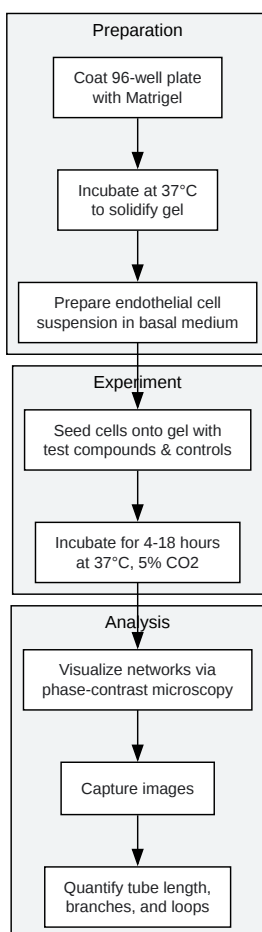 Preparation
Coat 96-well plate
with Matrigel
Incubate at 37°C
to solidify gel
Prepare endothelial cell
suspension in basal medium
Experiment
Seed cells onto gel with
test compounds & controls
Incubate for 4-18 hours
at 37°C, 5% CO2
Analysis
Visualize networks via
phase-contrast microscopy
Capture images
Quantify tube length,
branches, and loops